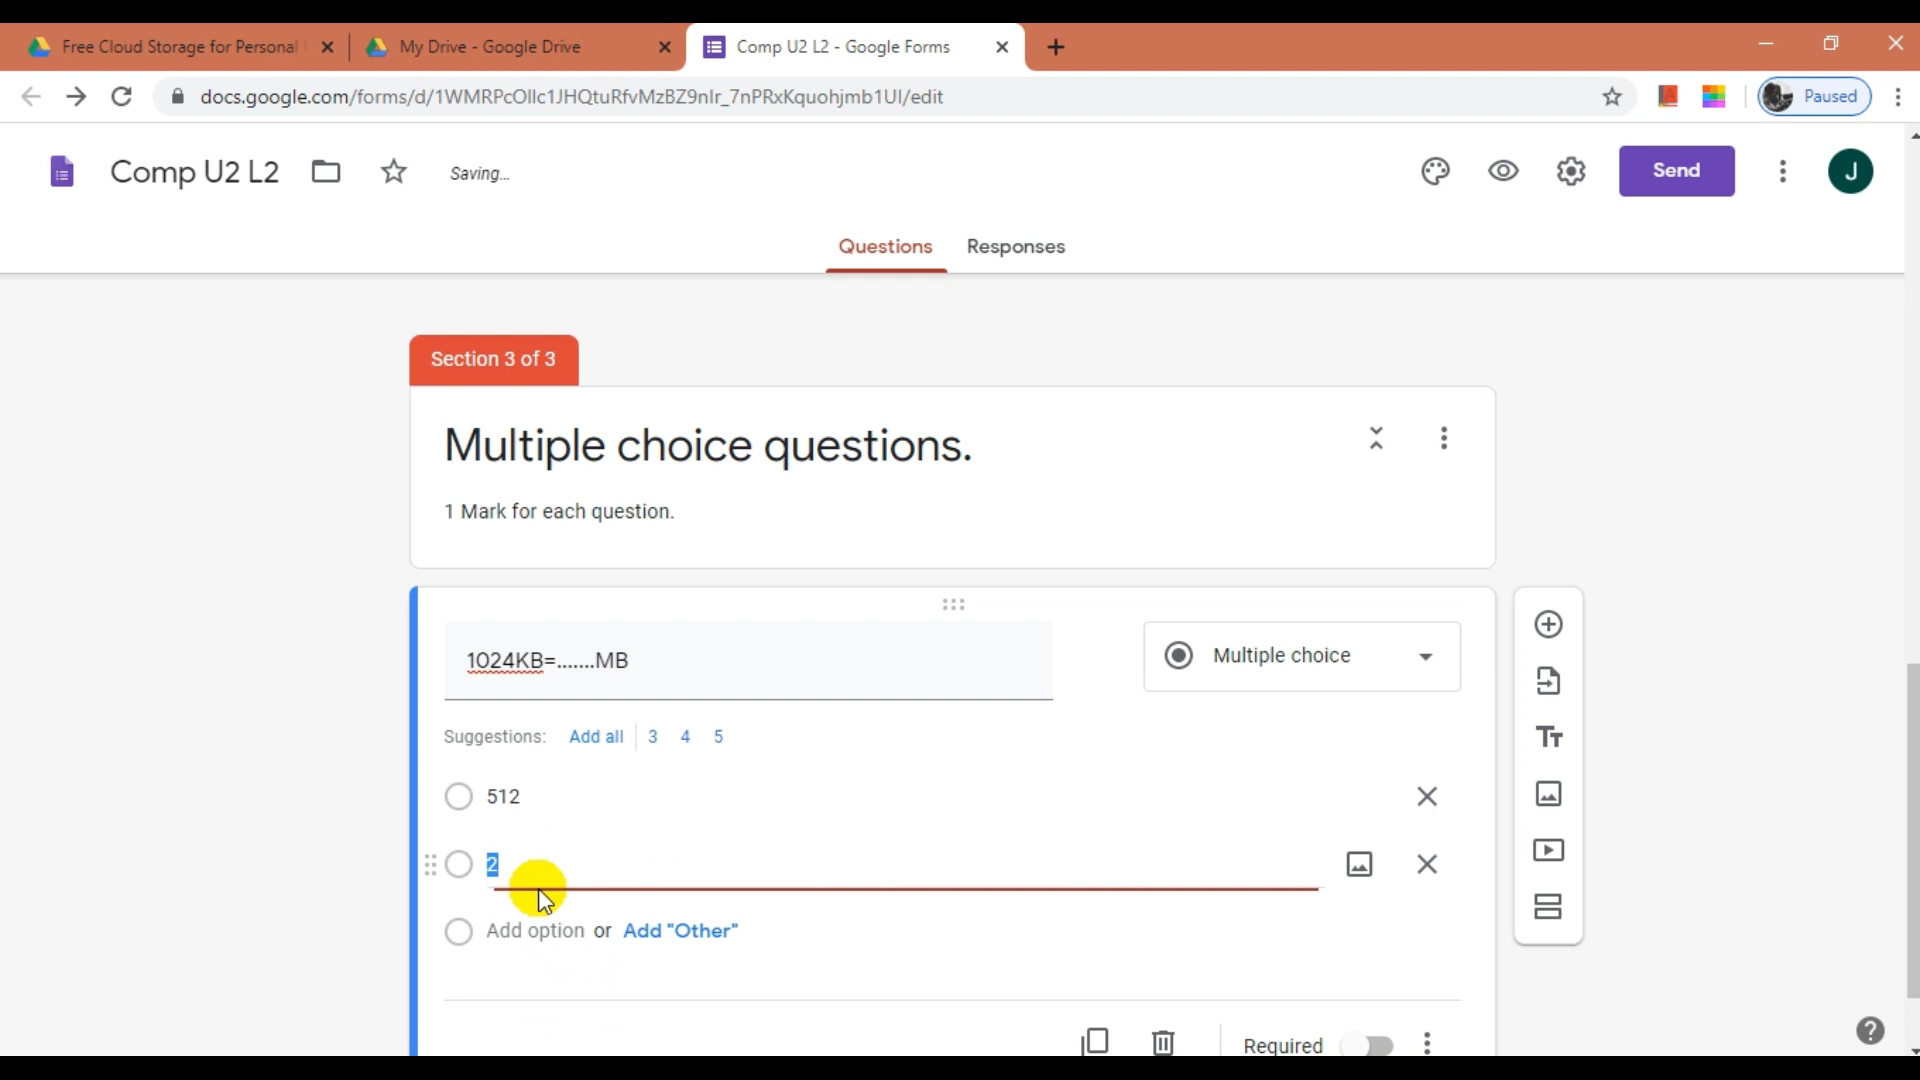 Free Cloud Storage for Personal
My Drive - Google Drive
Comp U2 L2 - Google Forms
docs.google.com/forms/d/1WMRPcOllc1JHQtuRfvMzBZ9nlr_7nPRxKquohjmb1UI/edit
Paused
Comp U2 L2
Saving...
Send
J
Questions
Responses
Section 3 of 3
Multiple choice questions.
1 Mark for each question.
1024KB=.......MB
Multiple choice
Suggestions: Add all 3 4 5
512
2
Add option or Add "Other"
Required